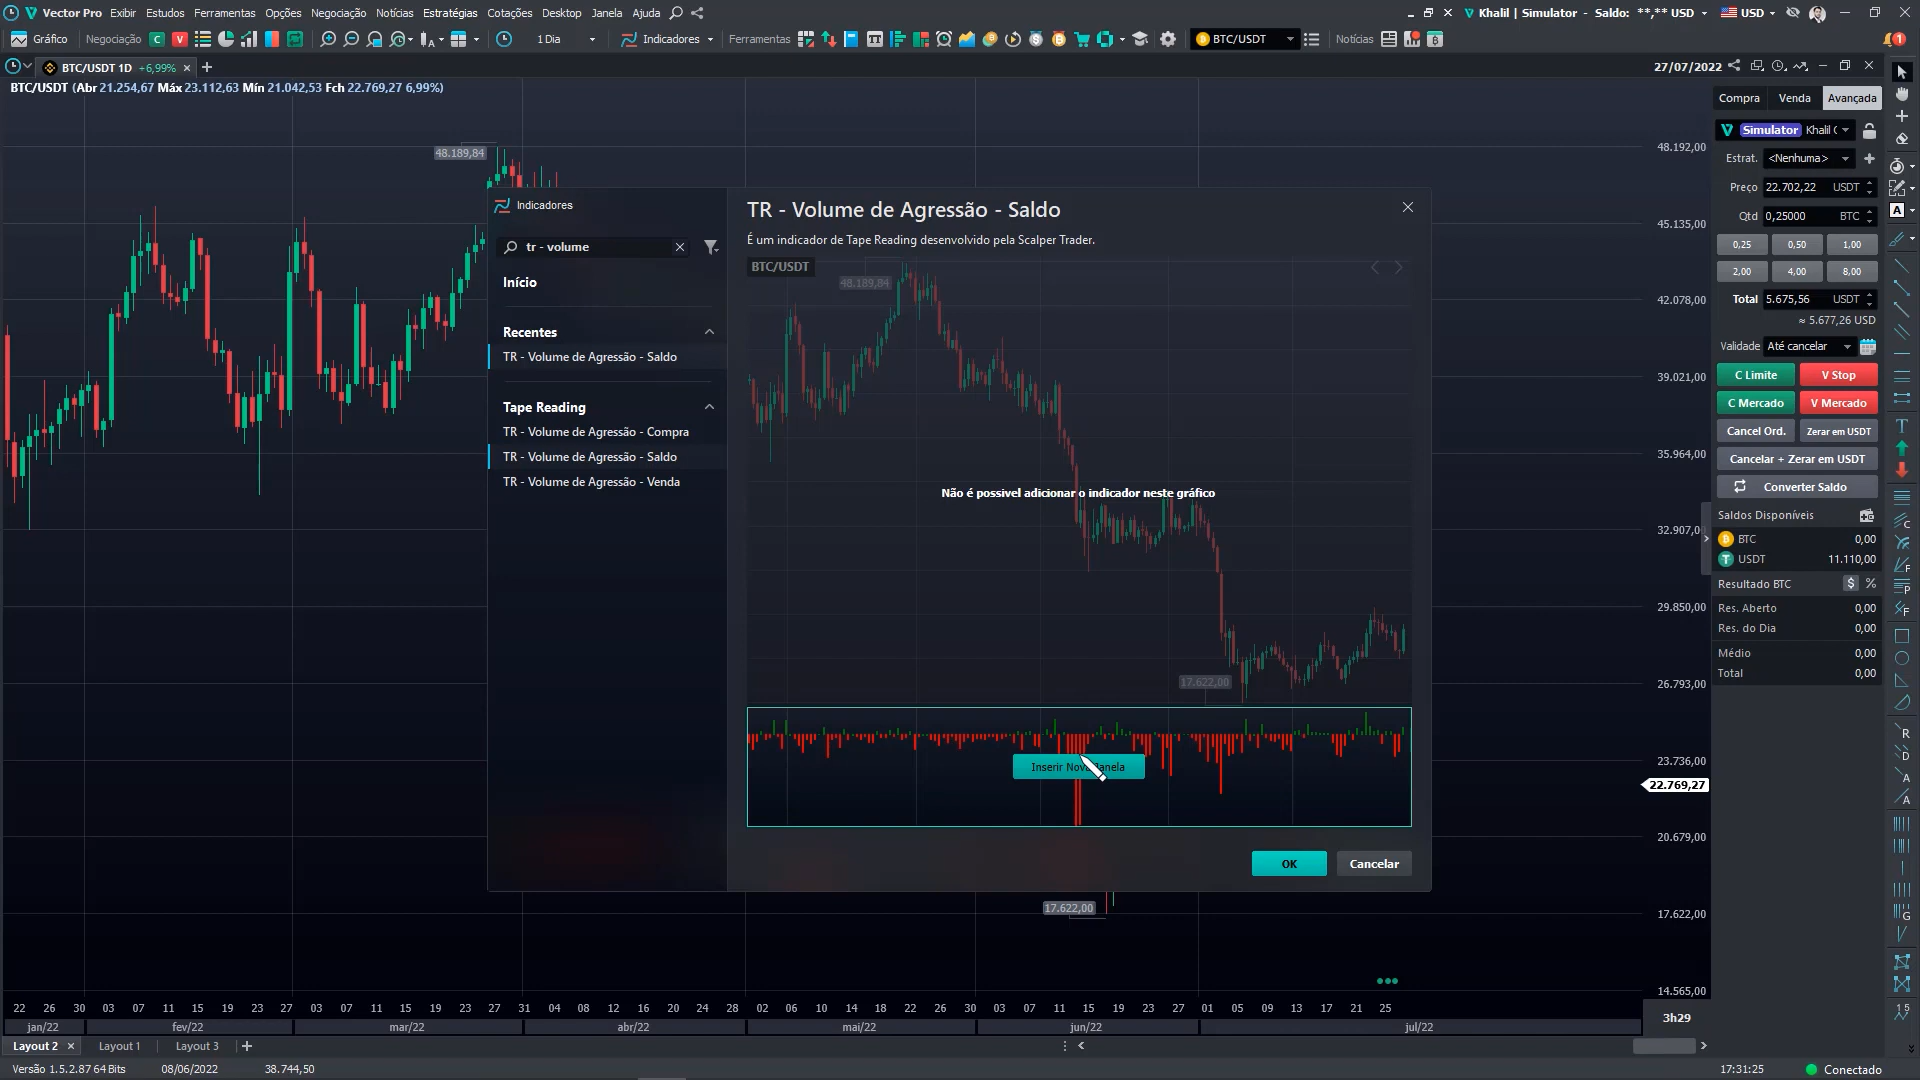 Vector Pro Exibir Estudos Ferramentas Opções Negociação Notícias Estratégias Cotações Desktop Janela Ajuda
Khalil | Simulator - Saldo: **,** USD
USD
Gráfico
Negociação
C
V
1 Dia
Indicadores
Ferramentas
BTC/USDT
Notícias
1
BTC/USDT 1D +6,99%
27/07/2022
BTC/USDT (Abr 21.254,67 Máx 23.112,63 Mín 21.042,53 Fch 22.769,27 6,99%)
48.189,84
Indicadores
tr - volume
Início
Recentes
TR - Volume de Agressão - Saldo
Tape Reading
TR - Volume de Agressão - Compra
TR - Volume de Agressão - Saldo
TR - Volume de Agressão - Venda
TR - Volume de Agressão - Saldo
É um indicador de Tape Reading desenvolvido pela Scalper Trader.
BTC/USDT
48.189,84
Não é possivel adicionar o indicador neste gráfico
17.622,00
Inserir Nova Janela
OK
Cancelar
17.622,00
48.192,00
45.135,00
42.078,00
39.021,00
35.964,00
32.907,0
29.850,00
26.793,00
23.736,00
22.769,27
20.679,00
17.622,00
14.565,00
3h29
Compra Venda Avançada
Simulator Khalil (
Estrat. <Nenhuma>
Preço 22.702,22 USDT
Qtd 0,25000 BTC
0,25 0,50 1,00
2,00 4,00 8,00
Total 5.675,56 USDT
≈ 5.677,26 USD
Validade Até cancelar
C Limite V Stop
C Mercado V Mercado
Cancel Ord. Zerar em USDT
Cancelar + Zerar em USDT
Converter Saldo
Saldos Disponíveis
BTC 0,00
USDT 11.110,00
Resultado BTC $ %
Res. Aberto 0,00
Res. do Dia 0,00
Médio 0,00
Total 0,00
22 26 30 03 07 11 15 19 23 27 03 07 11 15 19 23 27 31 04 08 12 16 20 24 28 02 06 10 14 18 22 26 30 03 07 11 15 19 23 27 01 05 09 13 17 21 25
jan/22 fev/22 mar/22 abr/22 mai/22 jun/22 jul/22
Layout 2 Layout 1 Layout 3
Versão 1.5.2.87 64 Bits 08/06/2022 38.744,50
17:31:25 Conectado